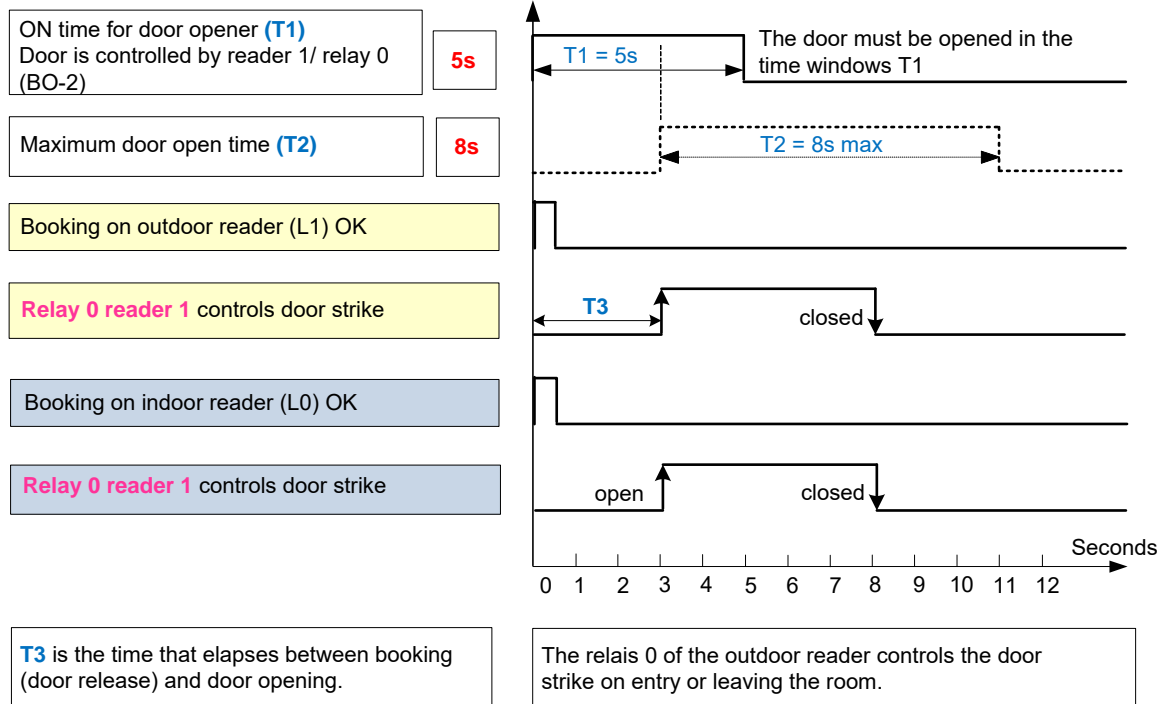 ON time for door opener (T1)
Door is controlled by reader 1/ relay 0
(BO-2)
5s
T1 = 5s
The door must be opened in the
time windows T1
Maximum door open time (T2)
8s
T2 = 8s max
Booking on outdoor reader (L1) OK
Relay 0 reader 1 controls door strike
T3
closed
Booking on indoor reader (L0) OK
Relay 0 reader 1 controls door strike
open
closed
Seconds
0 1 2 3 4 5 6 7 8 9 10 11 12
T3 is the time that elapses between booking
(door release) and door opening.
The relais 0 of the outdoor reader controls the door
strike on entry or leaving the room.